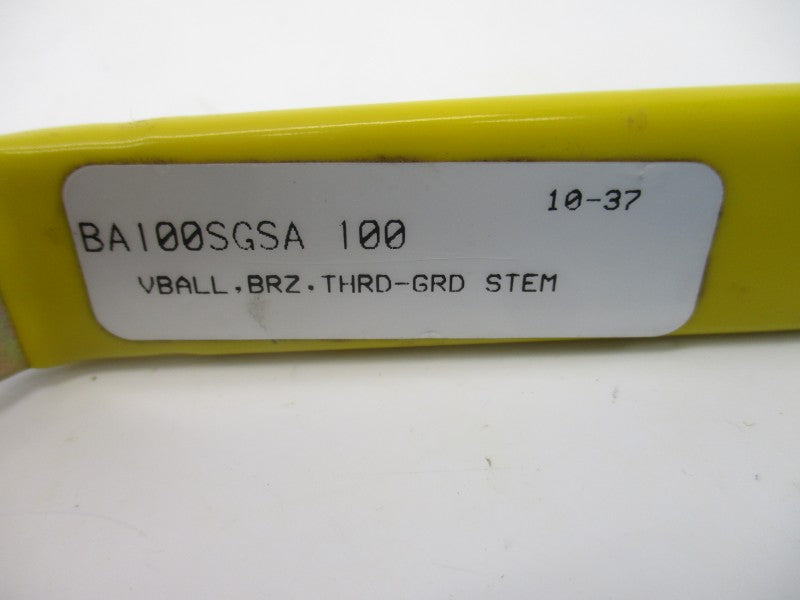 10-37
BA100SGSA 100
VBALL,BRZ.THRD-GRD STEM